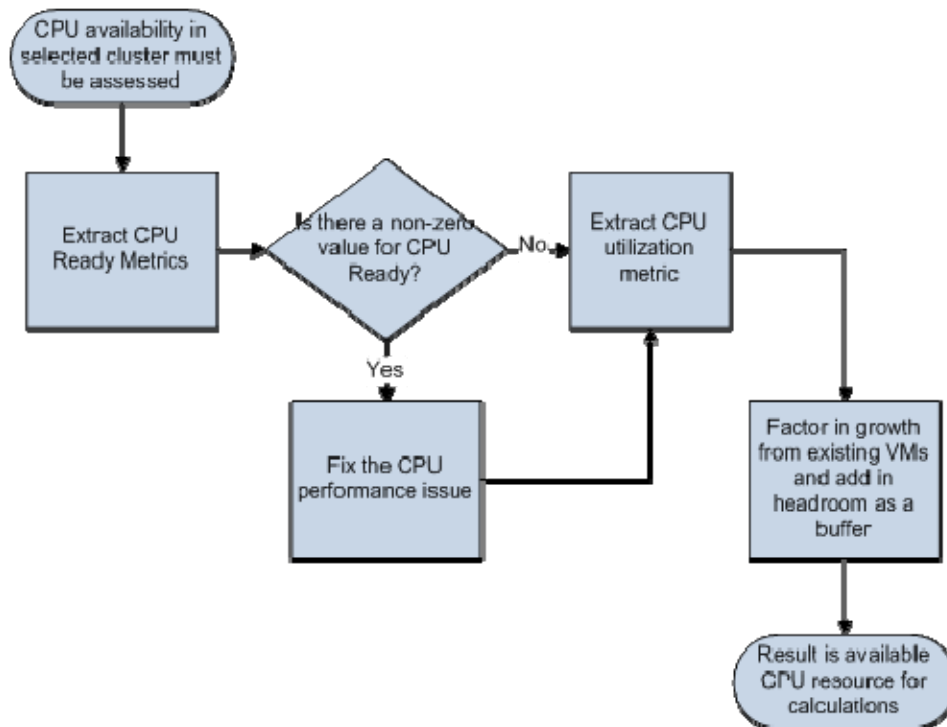 CPU availability in
selected cluster must
be assessed
Extract CPU
Ready Metrics
Is there a non-zero
value for CPU
Ready?
No
Extract CPU
utilization
metric
Yes
Fix the CPU
performance issue
Factor in growth
from existing VMs
and add in
headroom as a
buffer
Result is available
CPU resource for
calculations